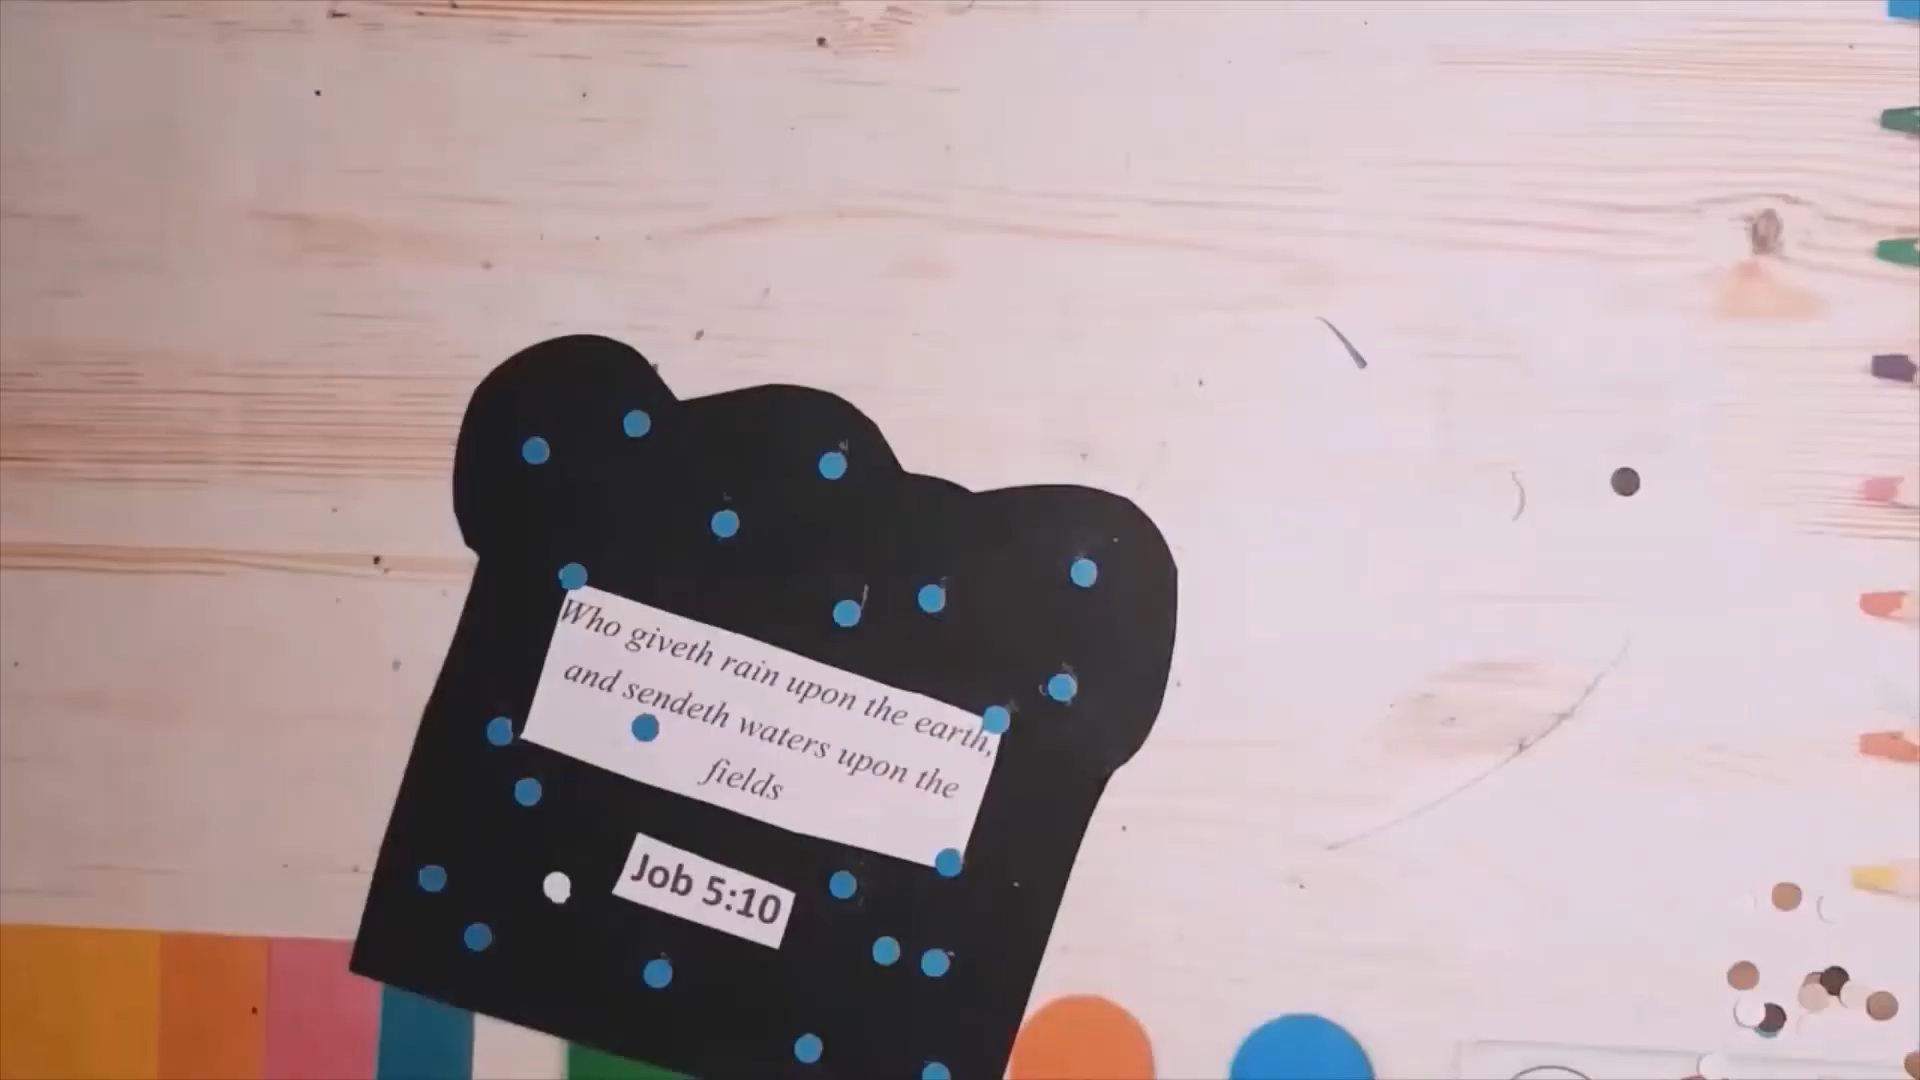 Who giveth rain upon the earth,
and sendeth waters upon the
fields
Job 5:10